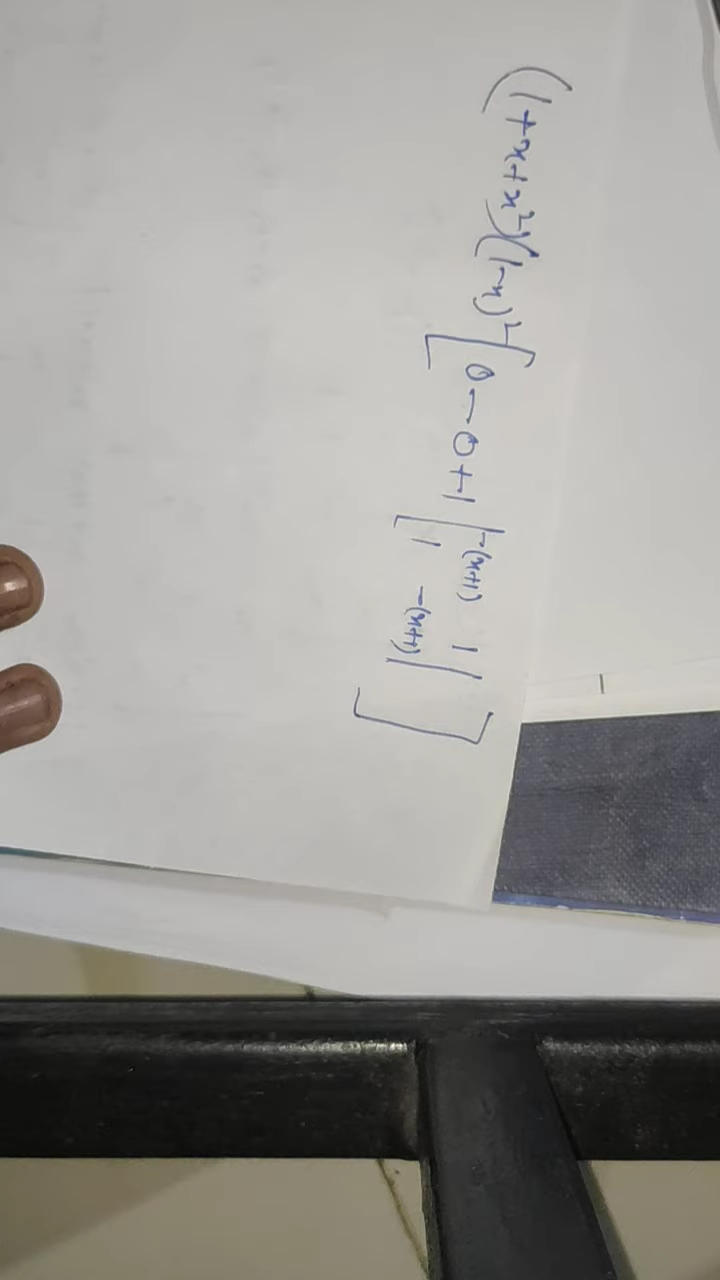 (1+x+x²)(1-x)² [0-0+1 |-(x+1) 1|
|1 -(x+1)|]